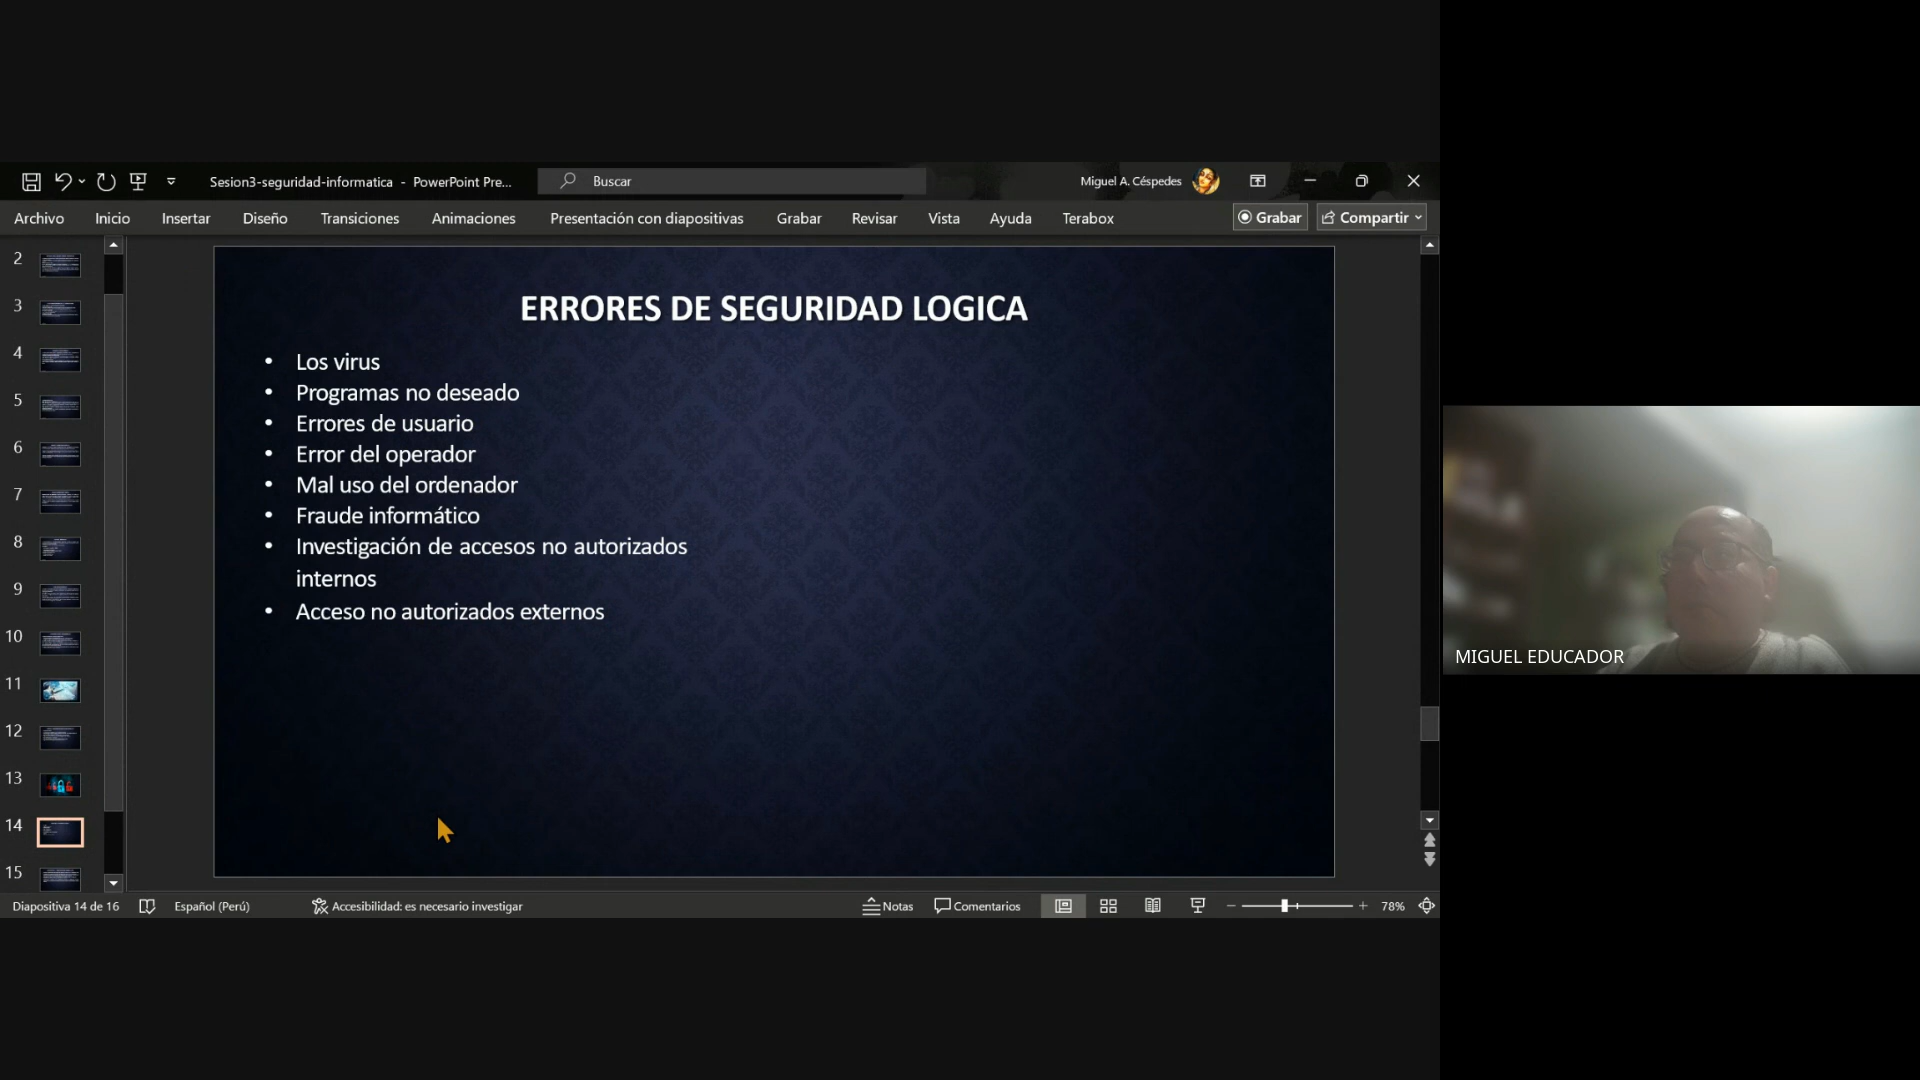 Sesion3-seguridad-informatica - PowerPoint Pre...
Buscar
Miguel A. Céspedes
Archivo
Inicio
Insertar
Diseño
Transiciones
Animaciones
Presentación con diapositivas
Grabar
Revisar
Vista
Ayuda
Terabox
Grabar
Compartir
2
3
4
5
6
7
8
9
10
11
12
13
14
15
ERRORES DE SEGURIDAD LOGICA
• Los virus
• Programas no deseado
• Errores de usuario
• Error del operador
• Mal uso del ordenador
• Fraude informático
• Investigación de accesos no autorizados
internos
• Acceso no autorizados externos
MIGUEL EDUCADOR
Diapositiva 14 de 16
Español (Perú)
Accesibilidad: es necesario investigar
Notas
Comentarios
78%